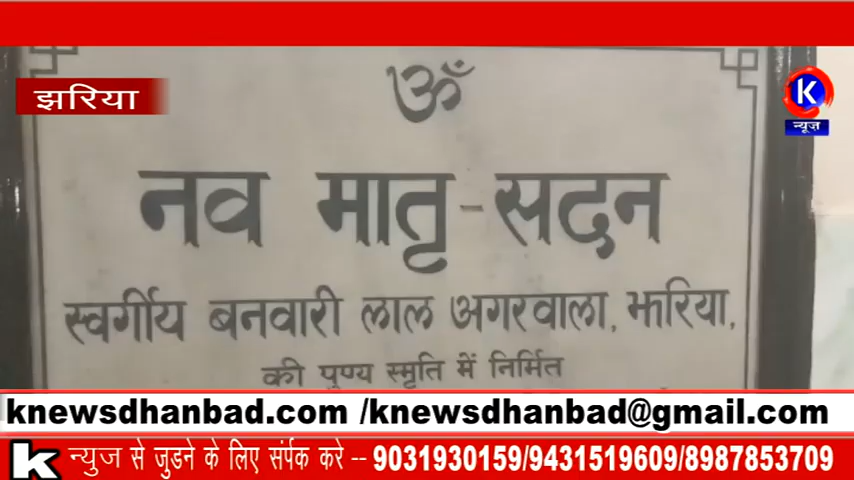 झरिया
K
न्यूज़
ॐ
नव मातृ-सदन
स्वर्गीय बनवारी लाल अगरवाला, झरिया,
की पुण्य स्मृति में निर्मित
knewsdhanbad.com /knewsdhanbad@gmail.com
K न्युज से जुडने के लिए संर्पक करे -- 9031930159/9431519609/8987853709